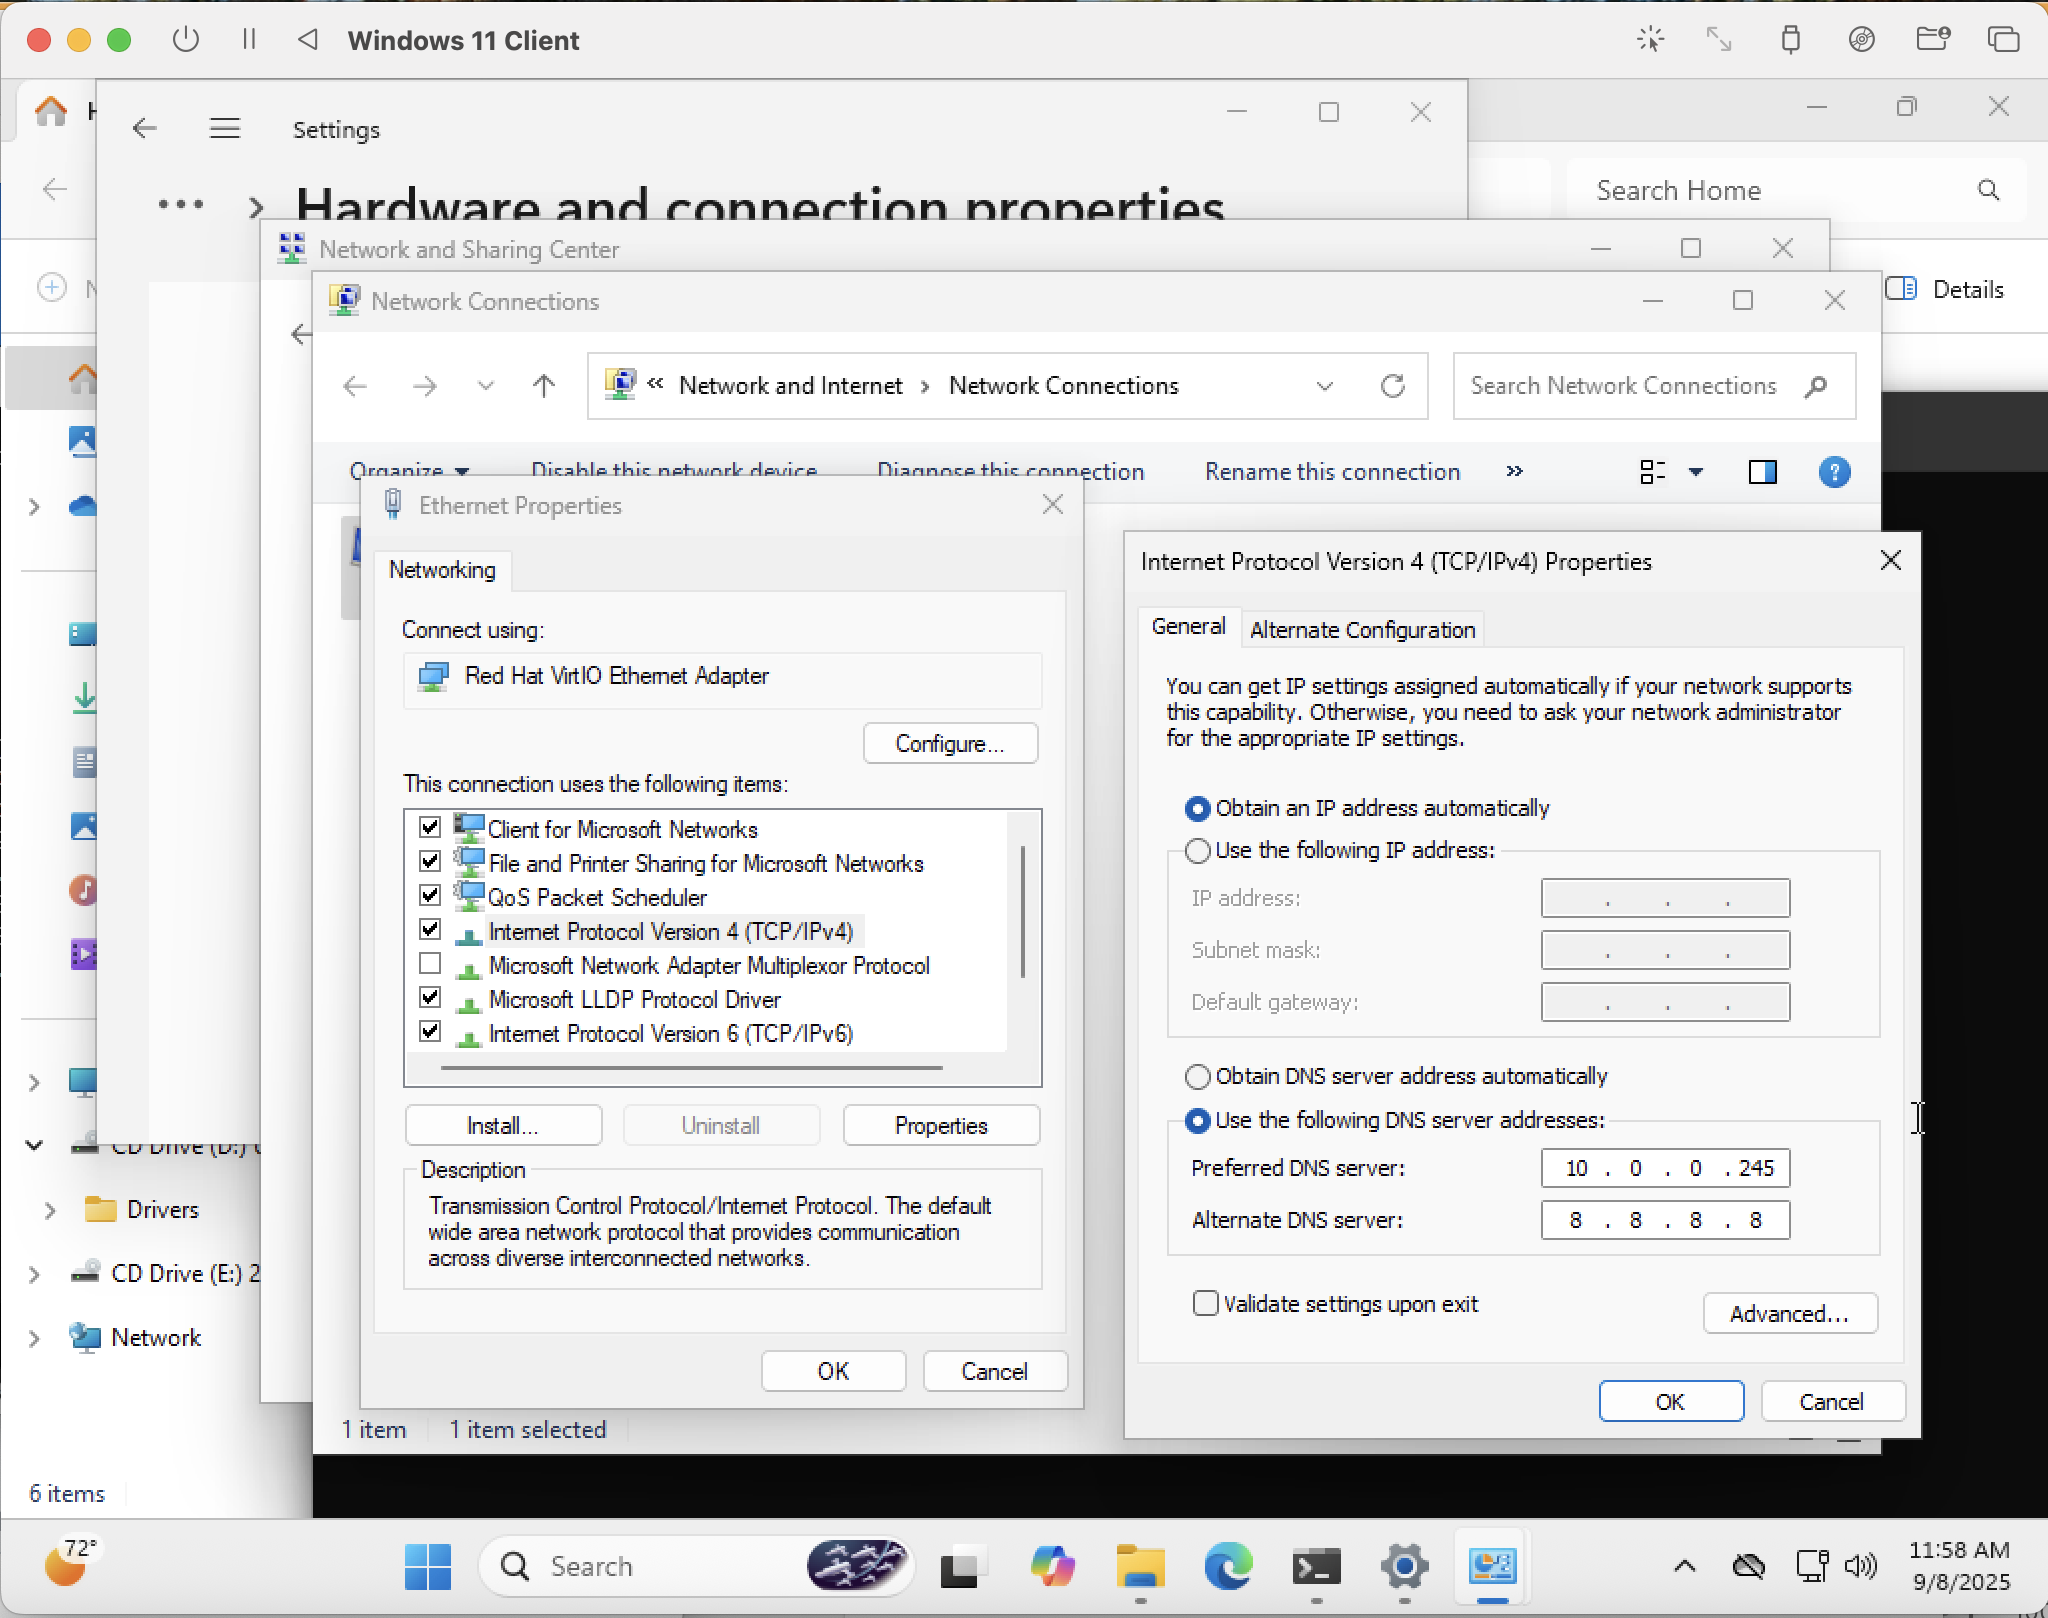 Windows 11 Client
Settings
Hardware and connection properties
Search Home
Details
Network and Sharing Center
Network Connections
« Network and Internet › Network Connections
Search Network Connections
Organize
Disable this network device
Diagnose this connection
Rename this connection
»
Ethernet Properties
Networking
Connect using:
Red Hat VirtIO Ethernet Adapter
Configure...
This connection uses the following items:
Client for Microsoft Networks
File and Printer Sharing for Microsoft Networks
QoS Packet Scheduler
Internet Protocol Version 4 (TCP/IPv4)
Microsoft Network Adapter Multiplexor Protocol
Microsoft LLDP Protocol Driver
Internet Protocol Version 6 (TCP/IPv6)
Install...
Uninstall
Properties
Description
Transmission Control Protocol/Internet Protocol. The default
wide area network protocol that provides communication
across diverse interconnected networks.
OK
Cancel
Internet Protocol Version 4 (TCP/IPv4) Properties
General
Alternate Configuration
You can get IP settings assigned automatically if your network supports
this capability. Otherwise, you need to ask your network administrator
for the appropriate IP settings.
Obtain an IP address automatically
Use the following IP address:
IP address:
. . .
Subnet mask:
. . .
Default gateway:
. . .
Obtain DNS server address automatically
Use the following DNS server addresses:
Preferred DNS server:
10 . 0 . 0 . 245
Alternate DNS server:
8 . 8 . 8 . 8
Validate settings upon exit
Advanced...
OK
Cancel
CD Drive (D:)
Drivers
CD Drive (E:) 2
Network
1 item
1 item selected
6 items
72°
Search
11:58 AM
9/8/2025